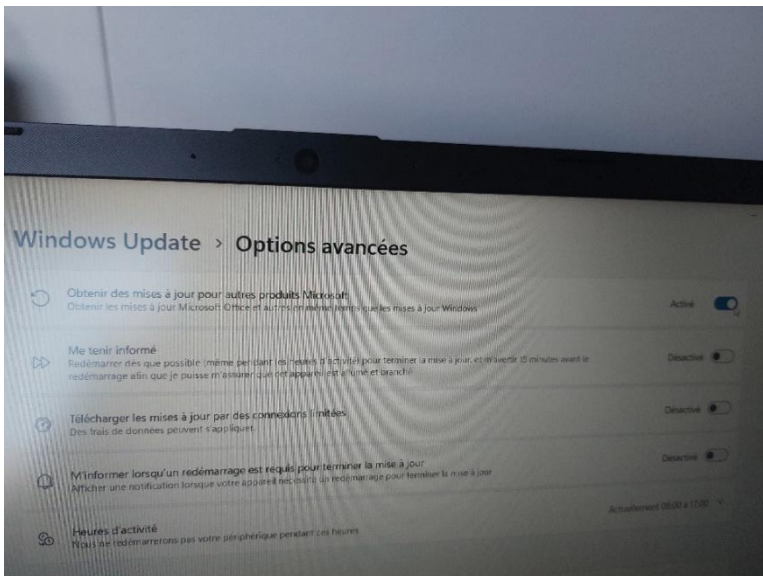 Windows Update > Options avancées
Obtenir des mises à jour pour autres produits Microsoft
Obtenir les mises à jour Microsoft Office et autres en même temps que les mises à jour Windows
Activé
Me tenir informé
Redémarrer dès que possible (même pendant les heures d'activité) pour terminer la mise à jour, et m'avertir 15 minutes avant le
redémarrage afin que je puisse m'assurer que cet appareil est allumé et branché
Désactivé
Télécharger les mises à jour par des connexions limitées
Des frais de données peuvent s'appliquer
Désactivé
M'informer lorsqu'un redémarrage est requis pour terminer la mise à jour
Afficher une notification lorsque votre appareil nécessite un redémarrage pour terminer la mise à jour
Désactivé
Heures d'activité
Nous ne redémarrerons pas votre périphérique pendant ces heures
Actuellement 08:00 à 17:00